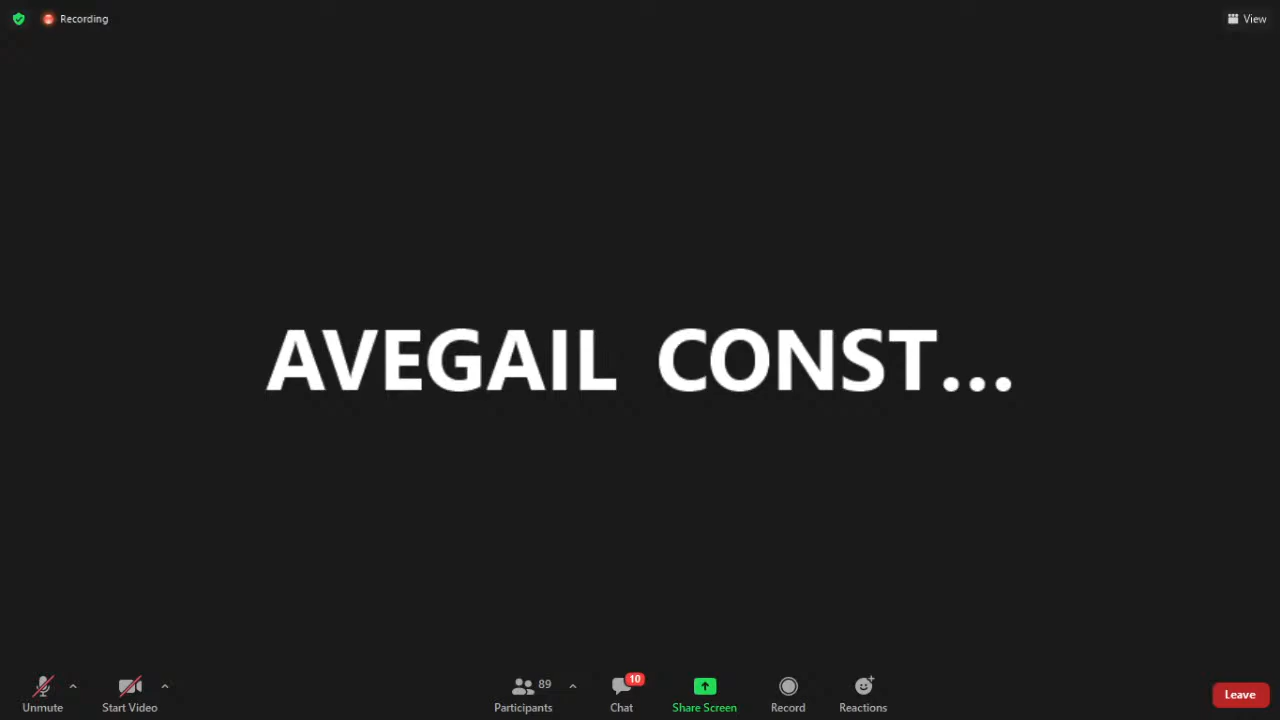 Recording
View
AVEGAIL CONST...
Unmute
Start Video
89
Participants
10
Chat
Share Screen
Record
Reactions
Leave